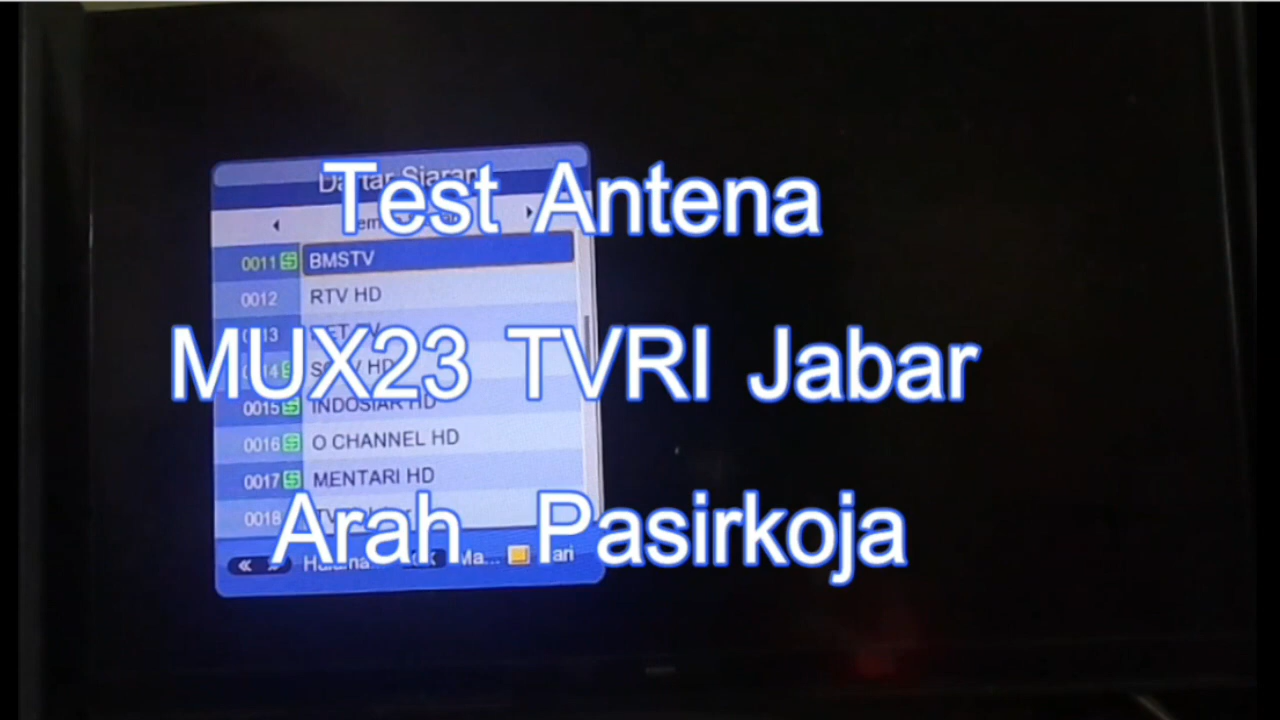 Test Antena
MUX23 TVRI Jabar
Arah Pasirkoja
0011 BMSTV
0012 RTV HD
0015 INDOSIAR HD
0016 O CHANNEL HD
0017 MENTARI HD
0018